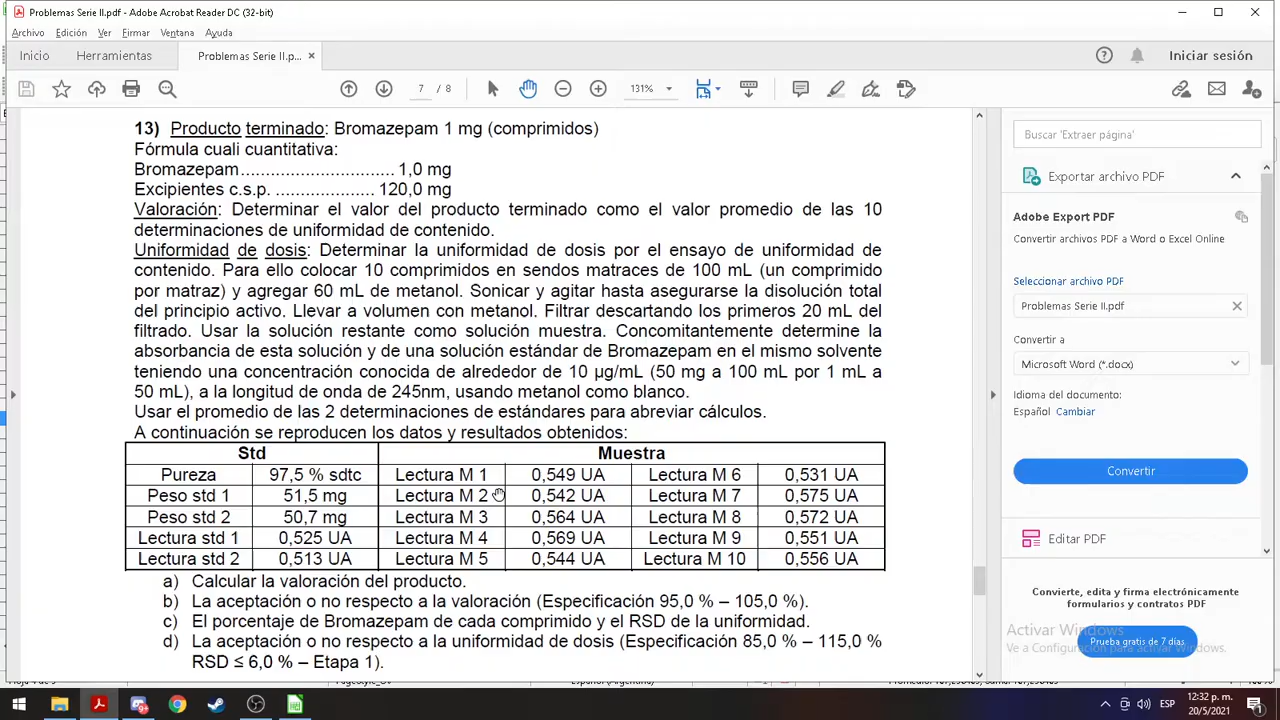 Problemas Serie II.pdf - Adobe Acrobat Reader DC (32-bit)
Archivo Edición Ver Firmar Ventana Ayuda
Inicio Herramientas Problemas Serie II.p... × Iniciar sesión
7 / 8 131%
13) Producto terminado: Bromazepam 1 mg (comprimidos)
Fórmula cuali cuantitativa:
Bromazepam............................. 1,0 mg
Excipientes c.s.p. ................... 120,0 mg
Valoración: Determinar el valor del producto terminado como el valor promedio de las 10
determinaciones de uniformidad de contenido.
Uniformidad de dosis: Determinar la uniformidad de dosis por el ensayo de uniformidad de
contenido. Para ello colocar 10 comprimidos en sendos matraces de 100 mL (un comprimido
por matraz) y agregar 60 mL de metanol. Sonicar y agitar hasta asegurarse la disolución total
del principio activo. Llevar a volumen con metanol. Filtrar descartando los primeros 20 mL del
filtrado. Usar la solución restante como solución muestra. Concomitantemente determine la
absorbancia de esta solución y de una solución estándar de Bromazepam en el mismo solvente
teniendo una concentración conocida de alrededor de 10 µg/mL (50 mg a 100 mL por 1 mL a
50 mL), a la longitud de onda de 245nm, usando metanol como blanco.
Usar el promedio de las 2 determinaciones de estándares para abreviar cálculos.
A continuación se reproducen los datos y resultados obtenidos:
Std Muestra
Pureza 97,5 % sdtc Lectura M 1 0,549 UA Lectura M 6 0,531 UA
Peso std 1 51,5 mg Lectura M 2 0,542 UA Lectura M 7 0,575 UA
Peso std 2 50,7 mg Lectura M 3 0,564 UA Lectura M 8 0,572 UA
Lectura std 1 0,525 UA Lectura M 4 0,569 UA Lectura M 9 0,551 UA
Lectura std 2 0,513 UA Lectura M 5 0,544 UA Lectura M 10 0,556 UA
a) Calcular la valoración del producto.
b) La aceptación o no respecto a la valoración (Especificación 95,0 % – 105,0 %).
c) El porcentaje de Bromazepam de cada comprimido y el RSD de la uniformidad.
d) La aceptación o no respecto a la uniformidad de dosis (Especificación 85,0 % – 115,0 %
RSD ≤ 6,0 % – Etapa 1).
Buscar 'Extraer página'
Exportar archivo PDF
Adobe Export PDF
Convertir archivos PDF a Word o Excel Online
Seleccionar archivo PDF
Problemas Serie II.pdf ×
Convertir a
Microsoft Word (*.docx)
Idioma del documento:
Español Cambiar
Convertir
Editar PDF
Convierte, edita y firma electrónicamente
formularios y contratos PDF
Activar Windows
Ve a Configuración para activar Windows.
Prueba gratis de 7 días
ESP
12:32 p. m.
20/5/2021